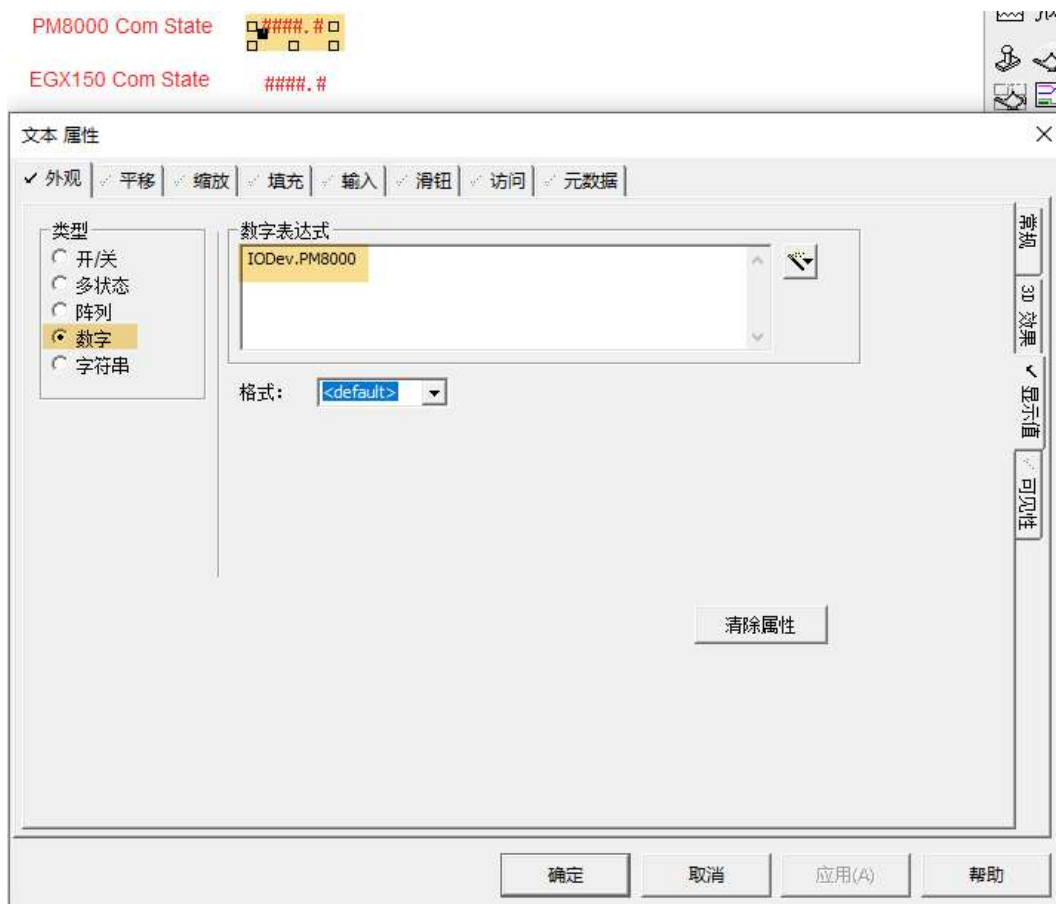 PM8000 Com State ####.#
EGX150 Com State ####.#
文本 属性
外观 平移 缩放 填充 输入 滑钮 访问 元数据
类型
开/关
多状态
阵列
数字
字符串
数字表达式
IODev.PM8000
格式: <default>
清除属性
常规
3D 效果
显示值
可见性
确定 取消 应用(A) 帮助